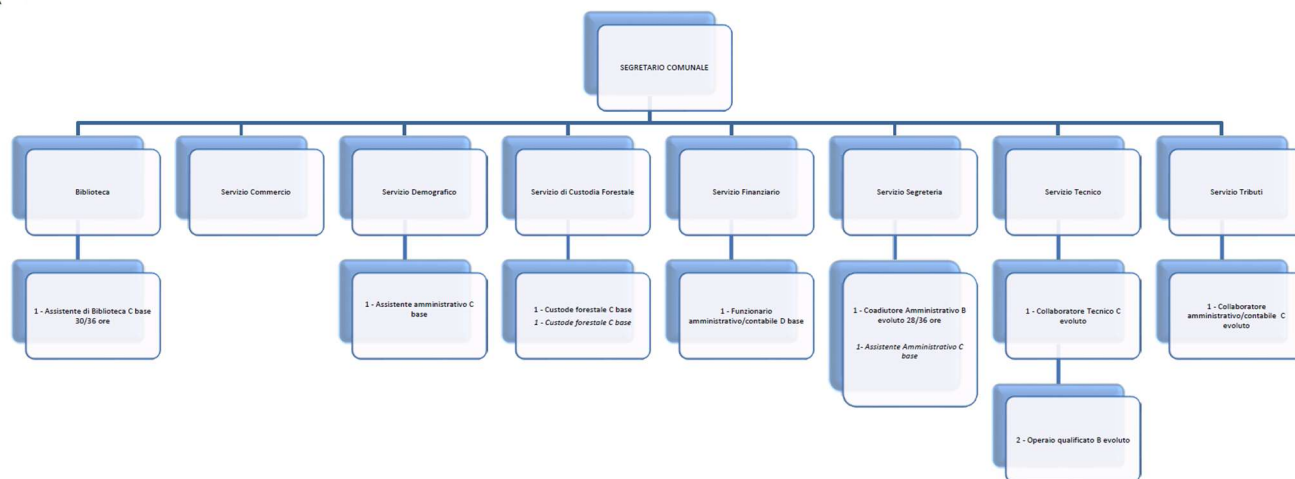 SEGRETARIO COMUNALE
Biblioteca
Servizio Commercio
Servizio Demografico
Servizio di Custodia Forestale
Servizio Finanziario
Servizio Segreteria
Servizio Tecnico
Servizio Tributi
1 - Assistente di Biblioteca C base
30/36 ore
1 - Assistente amministrativo C
base
1 - Custode forestale C base
1 - Custode forestale C base
1 - Funzionario
amministrativo/contabile D base
1 - Coadiutore Amministrativo B
evoluto 28/36 ore
1- Assistente Amministrativo C
base
1 - Collaboratore Tecnico C
evoluto
1 - Collaboratore
amministrativo/contabile C
evoluto
2 - Operaio qualificato B evoluto